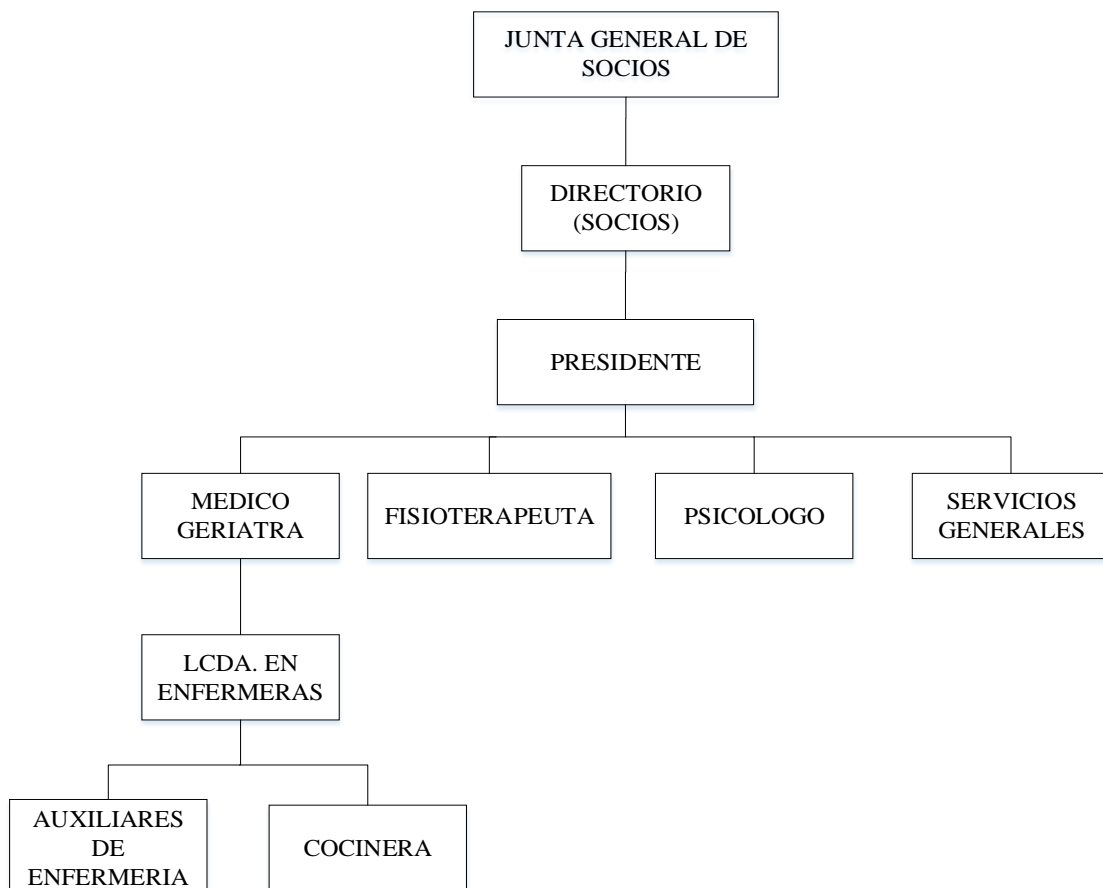 JUNTA GENERAL DE
SOCIOS
DIRECTORIO
(SOCIOS)
PRESIDENTE
MEDICO
GERIATRA
FISIOTERAPEUTA
PSICOLOGO
SERVICIOS
GENERALES
LCDA. EN
ENFERMERAS
AUXILIARES
DE
ENFERMERIA
COCINERA